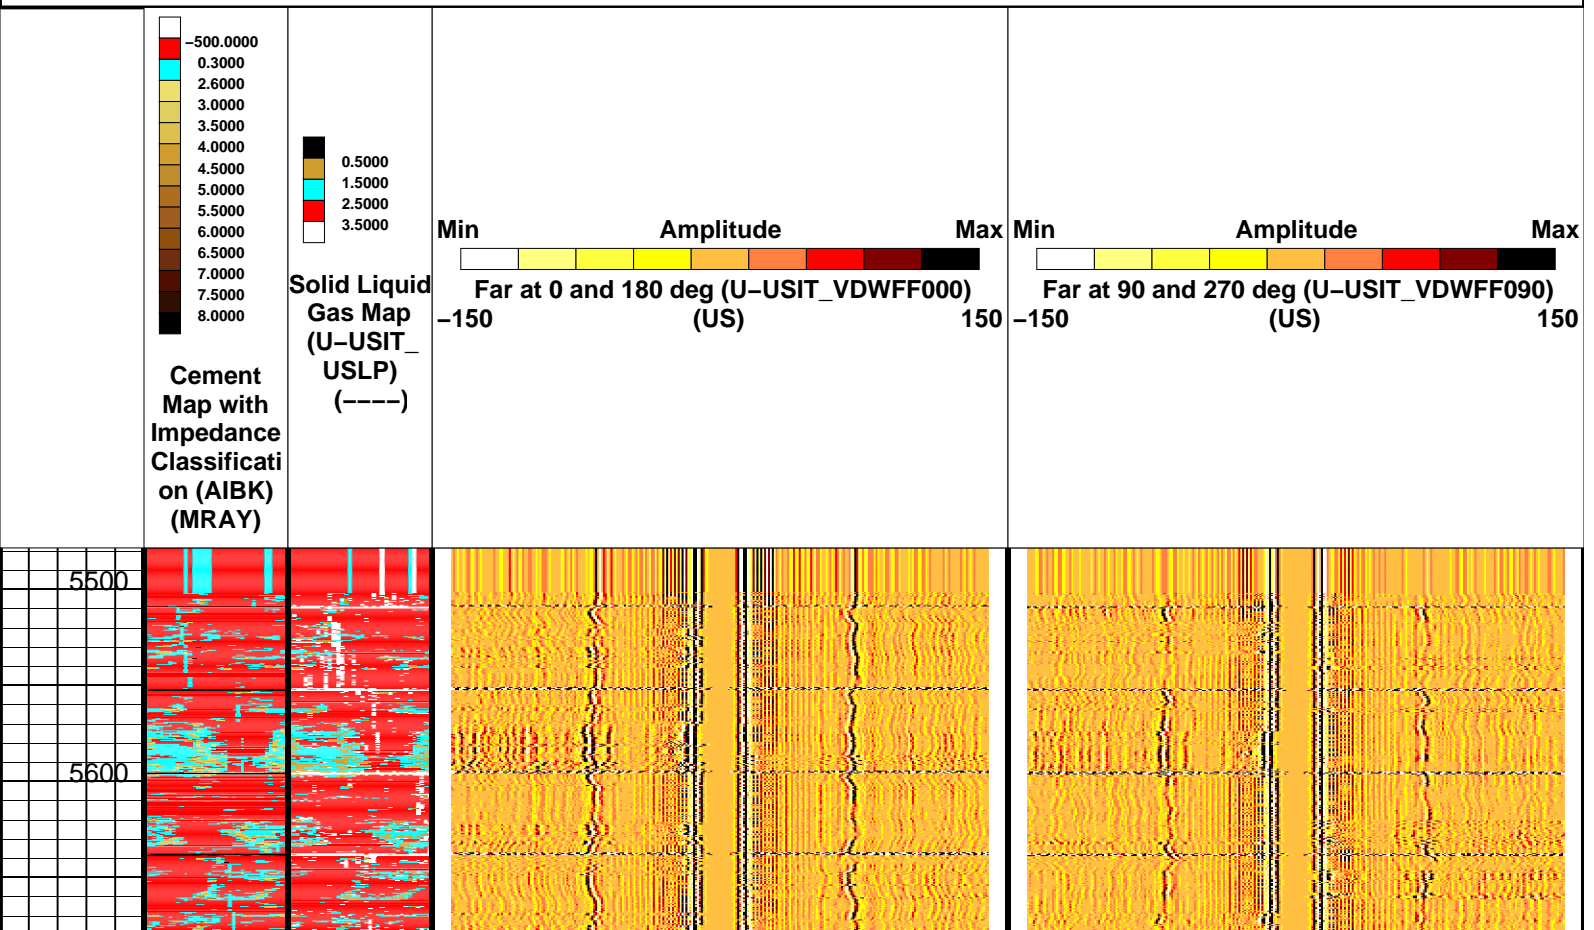 −500.0000
0.3000
2.6000
3.0000
3.5000
4.0000
4.5000
5.0000
5.5000
6.0000
6.5000
7.0000
7.5000
8.0000
Cement
Map with
Impedance
Classificati
on (AIBK)
(MRAY)
0.5000
1.5000
2.5000
3.5000
Solid Liquid
Gas Map
(U−USIT_
USLP)
(−−−−)
Min Amplitude Max
Far at 0 and 180 deg (U−USIT_VDWFF000)
−150 (US) 150
Min Amplitude Max
Far at 90 and 270 deg (U−USIT_VDWFF090)
−150 (US) 150
5500
5600